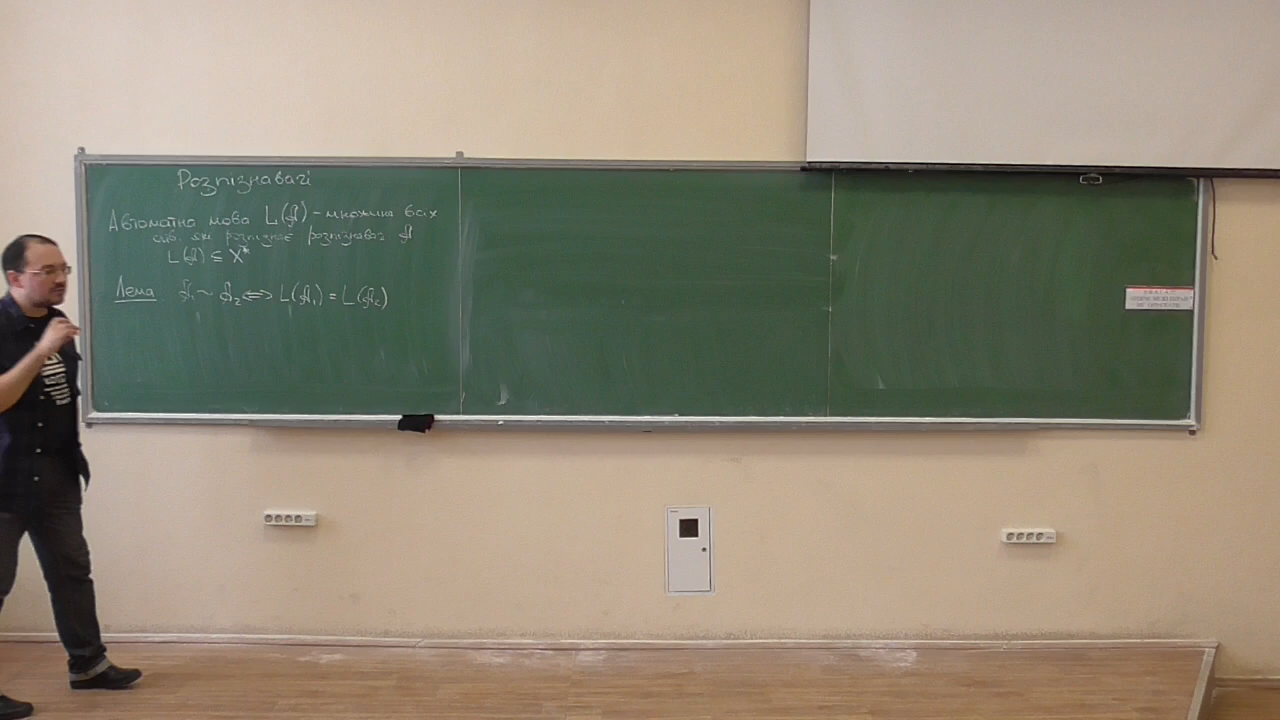 Розпізнавачі
Автоматна мова L(𝒜) – множина всіх
слів, які розпізнає розпізнавач 𝒜
L(𝒜) ⊆ X*
Лема 𝒜₁ ~ 𝒜₂ ⟺ L(𝒜₁) = L(𝒜₂)